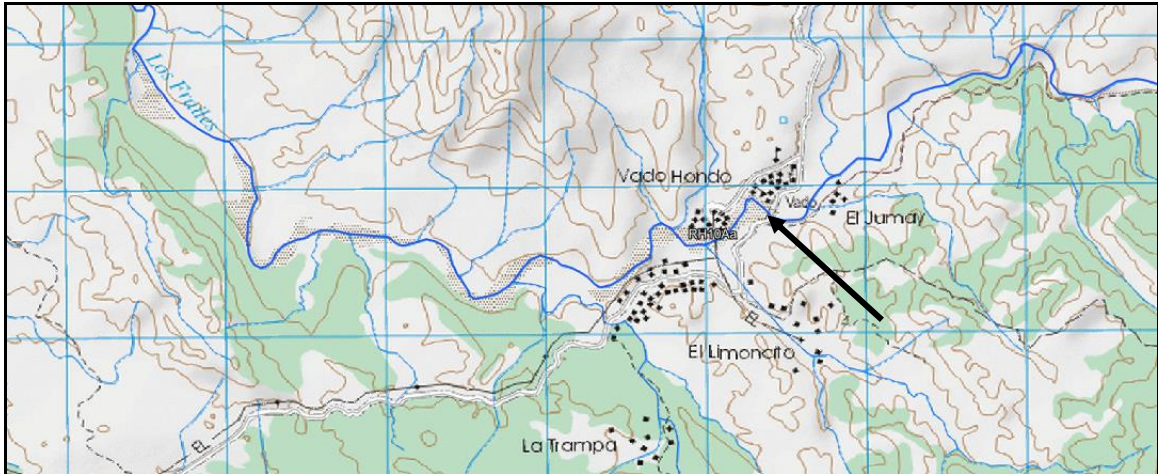 Los Frailes
Vado Hondo
Vado
El Jumay
RH10Aa
EL
El Limoncito
EL
La Trampa